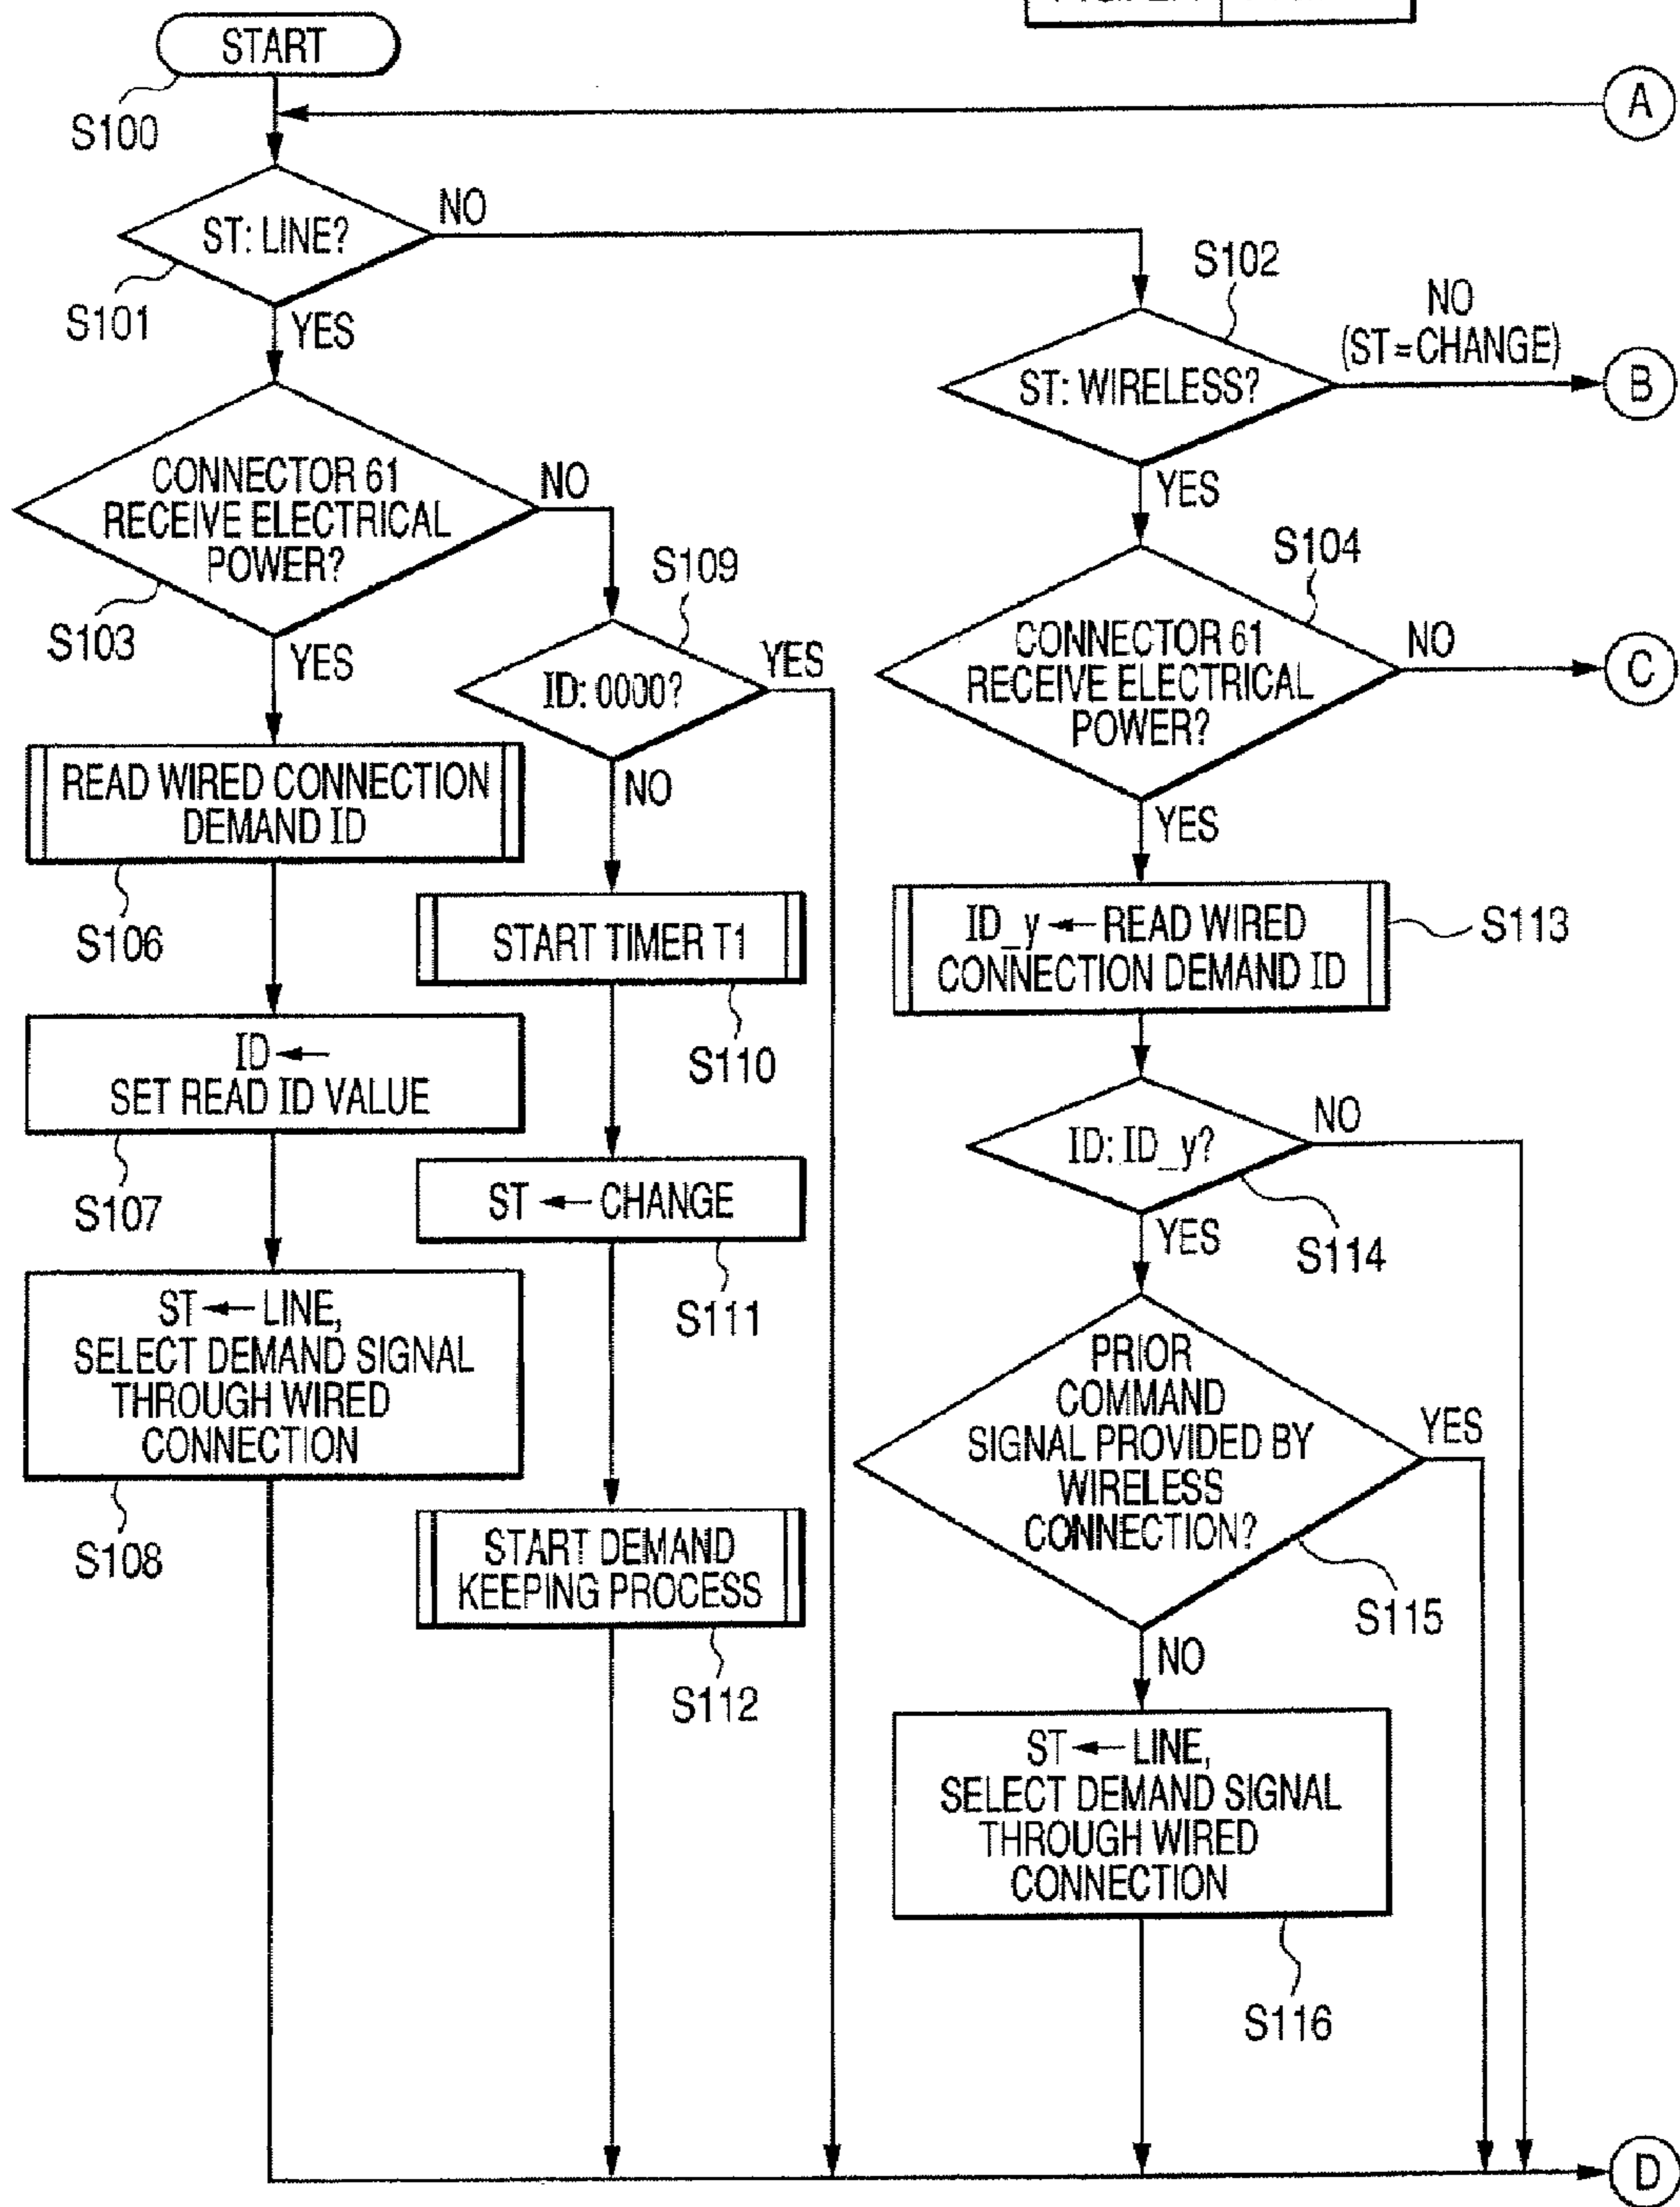 START
S100
A
ST: LINE?
NO
S101
YES
S102
NO
(ST=CHANGE)
ST: WIRELESS?
B
YES
CONNECTOR 61
RECEIVE ELECTRICAL
POWER?
NO
S103
YES
S109
ID: 0000?
YES
NO
S104
CONNECTOR 61
RECEIVE ELECTRICAL
POWER?
NO
C
YES
READ WIRED CONNECTION
DEMAND ID
S106
START TIMER T1
S110
ID_y ← READ WIRED
CONNECTION DEMAND ID
S113
ID ←
SET READ ID VALUE
S107
ST ← CHANGE
S111
ID: ID_y?
NO
YES
S114
ST ← LINE,
SELECT DEMAND SIGNAL
THROUGH WIRED
CONNECTION
S108
START DEMAND
KEEPING PROCESS
S112
PRIOR
COMMAND
SIGNAL PROVIDED BY
WIRELESS
CONNECTION?
YES
S115
NO
ST ← LINE,
SELECT DEMAND SIGNAL
THROUGH WIRED
CONNECTION
S116
D